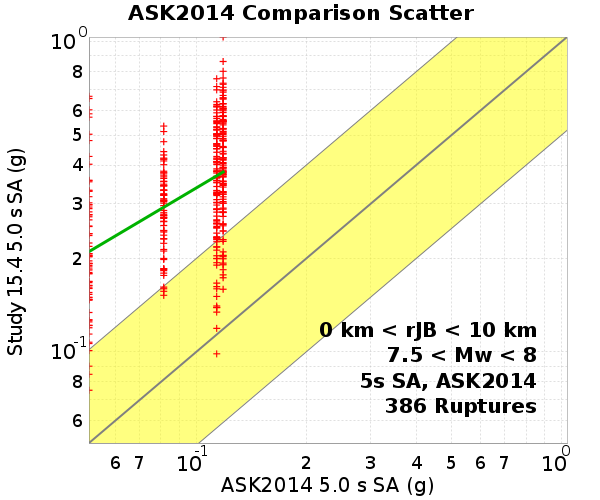 ASK2014 Comparison Scatter
10^0
8
6
5
4
3
2
10^-1
8
6
Study 15.4 5.0 s SA (g)
0 km < rJB < 10 km
7.5 < Mw < 8
5s SA, ASK2014
386 Ruptures
6 7 10^-1 2 3 4 5 6 7 10^0
ASK2014 5.0 s SA (g)